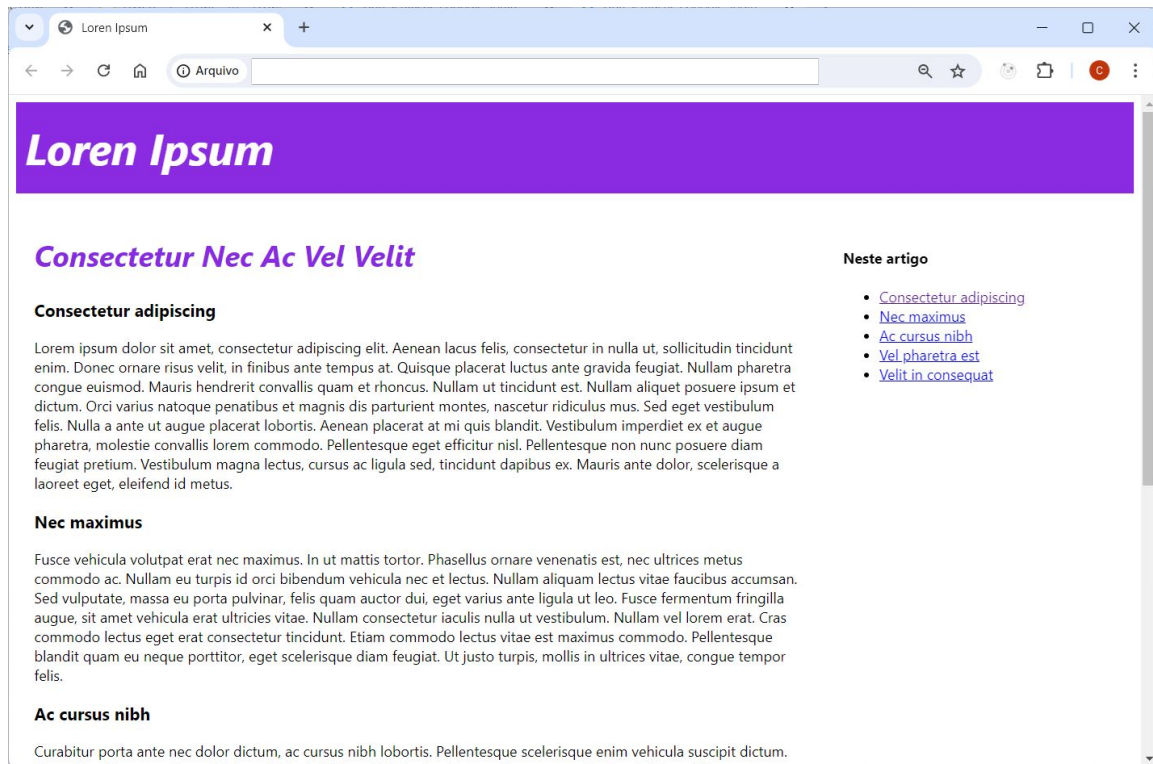 Loren Ipsum
Arquivo
C
Loren Ipsum
Consectetur Nec Ac Vel Velit
Consectetur adipiscing
Lorem ipsum dolor sit amet, consectetur adipiscing elit. Aenean lacus felis, consectetur in nulla ut, sollicitudin tincidunt
enim. Donec ornare risus velit, in finibus ante tempus at. Quisque placerat luctus ante gravida feugiat. Nullam pharetra
congue euismod. Mauris hendrerit convallis quam et rhoncus. Nullam ut tincidunt est. Nullam aliquet posuere ipsum et
dictum. Orci varius natoque penatibus et magnis dis parturient montes, nascetur ridiculus mus. Sed eget vestibulum
felis. Nulla a ante ut augue placerat lobortis. Aenean placerat at mi quis blandit. Vestibulum imperdiet ex et augue
pharetra, molestie convallis lorem commodo. Pellentesque eget efficitur nisl. Pellentesque non nunc posuere diam
feugiat pretium. Vestibulum magna lectus, cursus ac ligula sed, tincidunt dapibus ex. Mauris ante dolor, scelerisque a
laoreet eget, eleifend id metus.
Nec maximus
Fusce vehicula volutpat erat nec maximus. In ut mattis tortor. Phasellus ornare venenatis est, nec ultrices metus
commodo ac. Nullam eu turpis id orci bibendum vehicula nec et lectus. Nullam aliquam lectus vitae faucibus accumsan.
Sed vulputate, massa eu porta pulvinar, felis quam auctor dui, eget varius ante ligula ut leo. Fusce fermentum fringilla
augue, sit amet vehicula erat ultricies vitae. Nullam consectetur iaculis nulla ut vestibulum. Nullam vel lorem erat. Cras
commodo lectus eget erat consectetur tincidunt. Etiam commodo lectus vitae est maximus commodo. Pellentesque
blandit quam eu neque porttitor, eget scelerisque diam feugiat. Ut justo turpis, mollis in ultrices vitae, congue tempor
felis.
Ac cursus nibh
Curabitur porta ante nec dolor dictum, ac cursus nibh lobortis. Pellentesque scelerisque enim vehicula suscipit dictum.
Neste artigo
Consectetur adipiscing
Nec maximus
Ac cursus nibh
Vel pharetra est
Velit in consequat